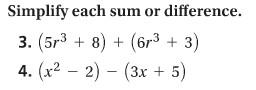 Simplify each sum or difference.
3. (5r³ + 8) + (6r³ + 3)
4. (x² − 2) − (3x + 5)